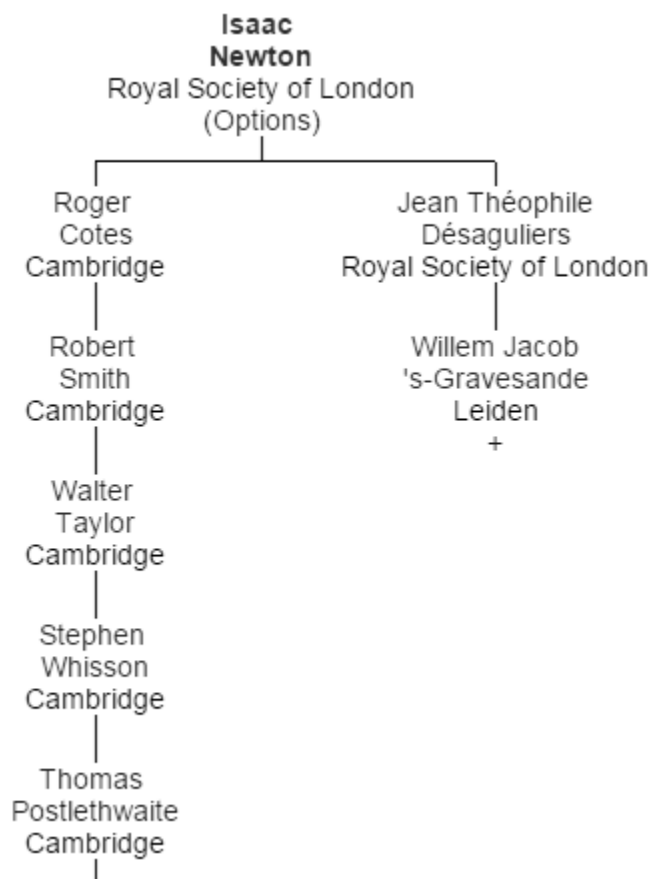 Isaac
Newton
Royal Society of London
(Options)
Roger
Cotes
Cambridge
Jean Théophile
Désaguliers
Royal Society of London
Robert
Smith
Cambridge
Willem Jacob
's-Gravesande
Leiden
+
Walter
Taylor
Cambridge
Stephen
Whisson
Cambridge
Thomas
Postlethwaite
Cambridge